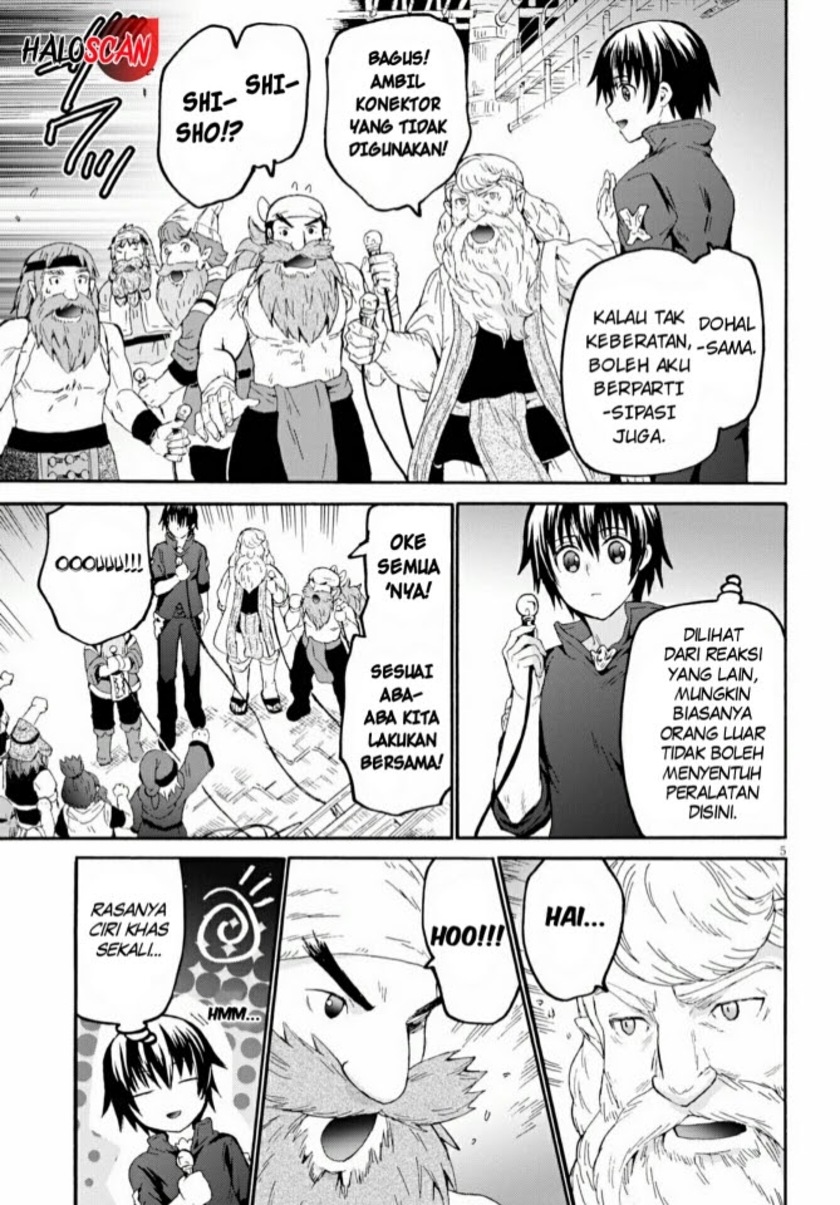 HALOSCAN
DOHAL
-SAMA.
KALAU TAK
KEBERATAN,
BOLEH AKU
BERPARTI
-SIPASI
JUGA.
BAGUS!
AMBIL
KONEKTOR
YANG TIDAK
DIGUNAKAN!
SHI- SHI-
SHO!?
DILIHAT
DARI REAKSI
YANG LAIN,
MUNGKIN
BIASANYA
ORANG LUAR
TIDAK BOLEH
MENYENTUH
PERALATAN
DISINI.
OKE
SEMUA
'NYA!
SESUAI
ABA-
ABA KITA
LAKUKAN
BERSAMA!
OOOUUU!!!
5
HAI...
HOO!!!
RASANYA
CIRI KHAS
SEKALI...
HMM...